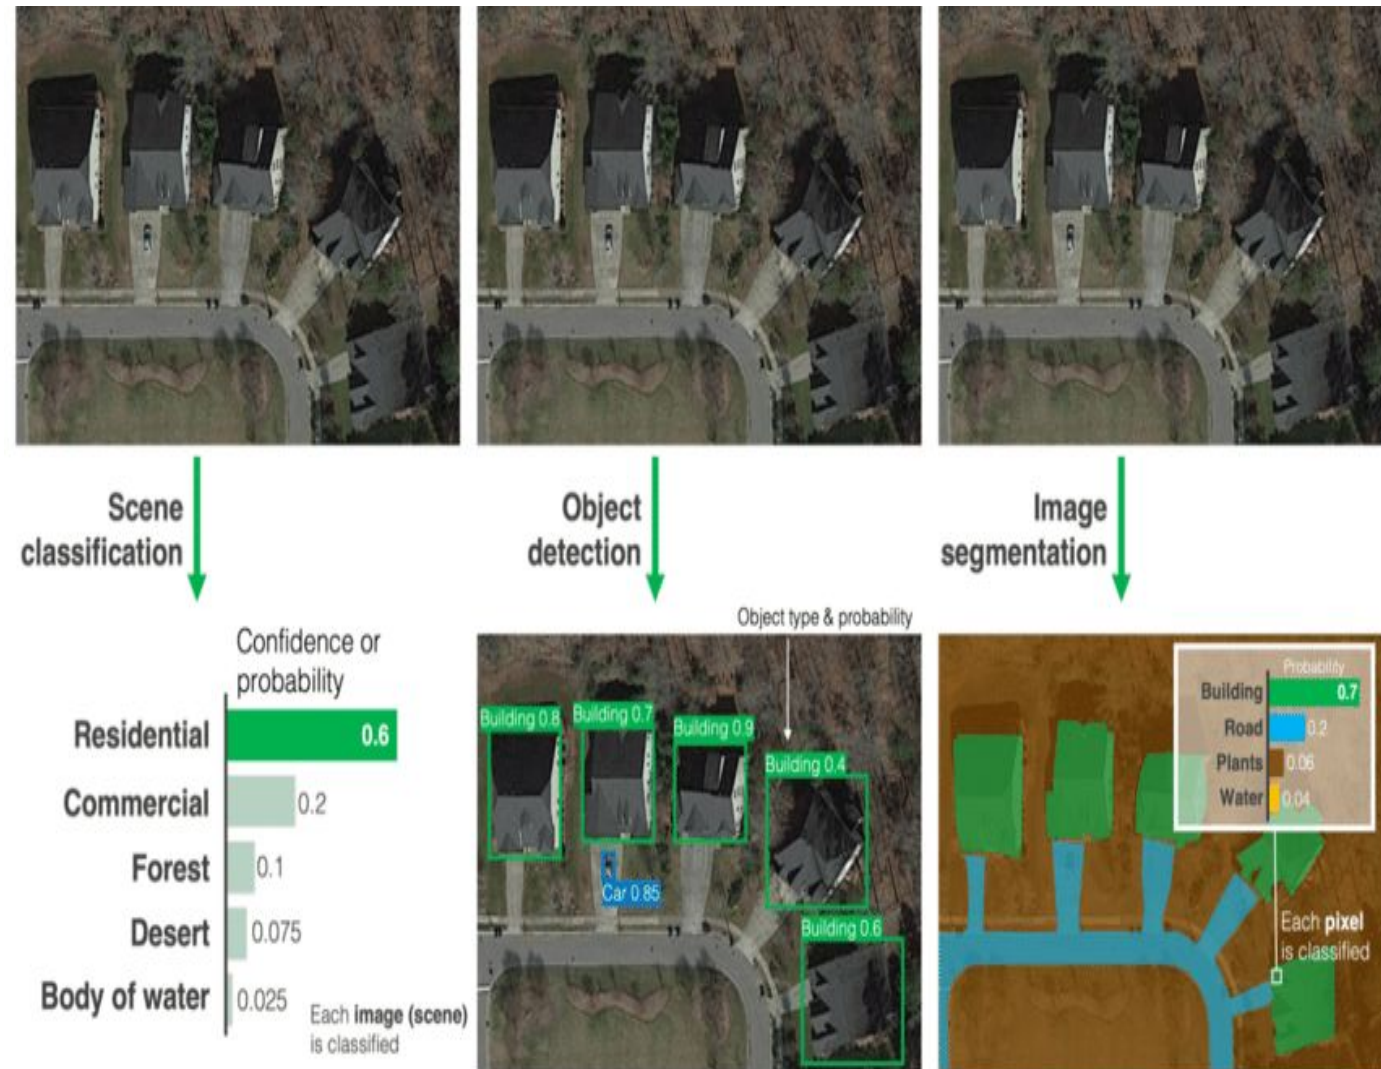 Scene
classification
Object
detection
Image
segmentation
Confidence or
probability
Residential 0.6
Commercial 0.2
Forest 0.1
Desert 0.075
Body of water 0.025
Each image (scene)
is classified
Object type & probability
Building 0.8
Building 0.7
Building 0.9
Building 0.4
Car 0.85
Building 0.6
Probability
Building 0.7
Road 0.2
Plants 0.06
Water 0.04
Each pixel
is classified